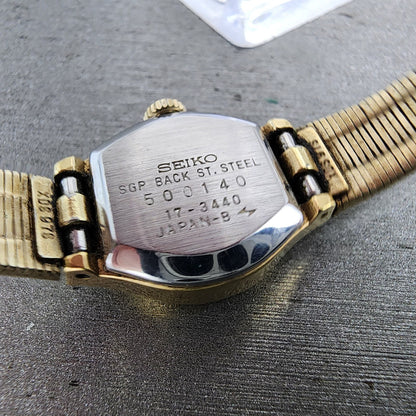 SEIKO
SGP BACK ST. STEEL
500140
17-3440
JAPAN-B